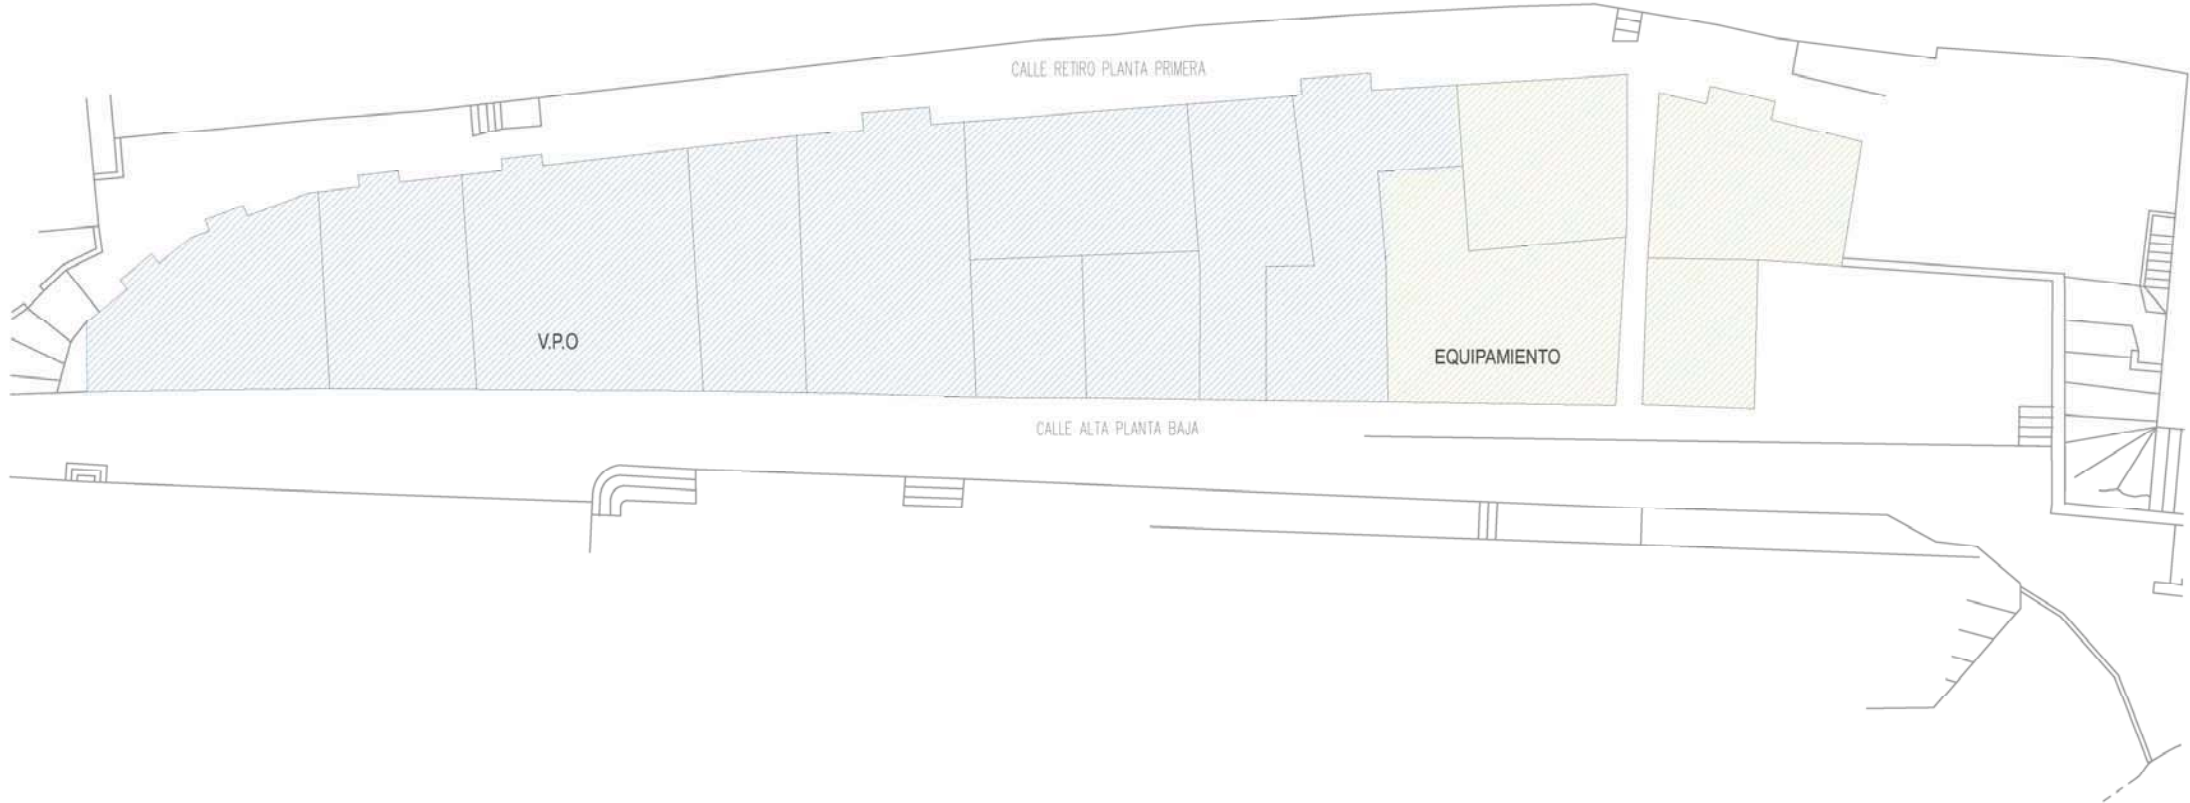 CALLE RETIRO PLANTA PRIMERA
V.P.O
EQUIPAMIENTO
CALLE ALTA PLANTA BAJA